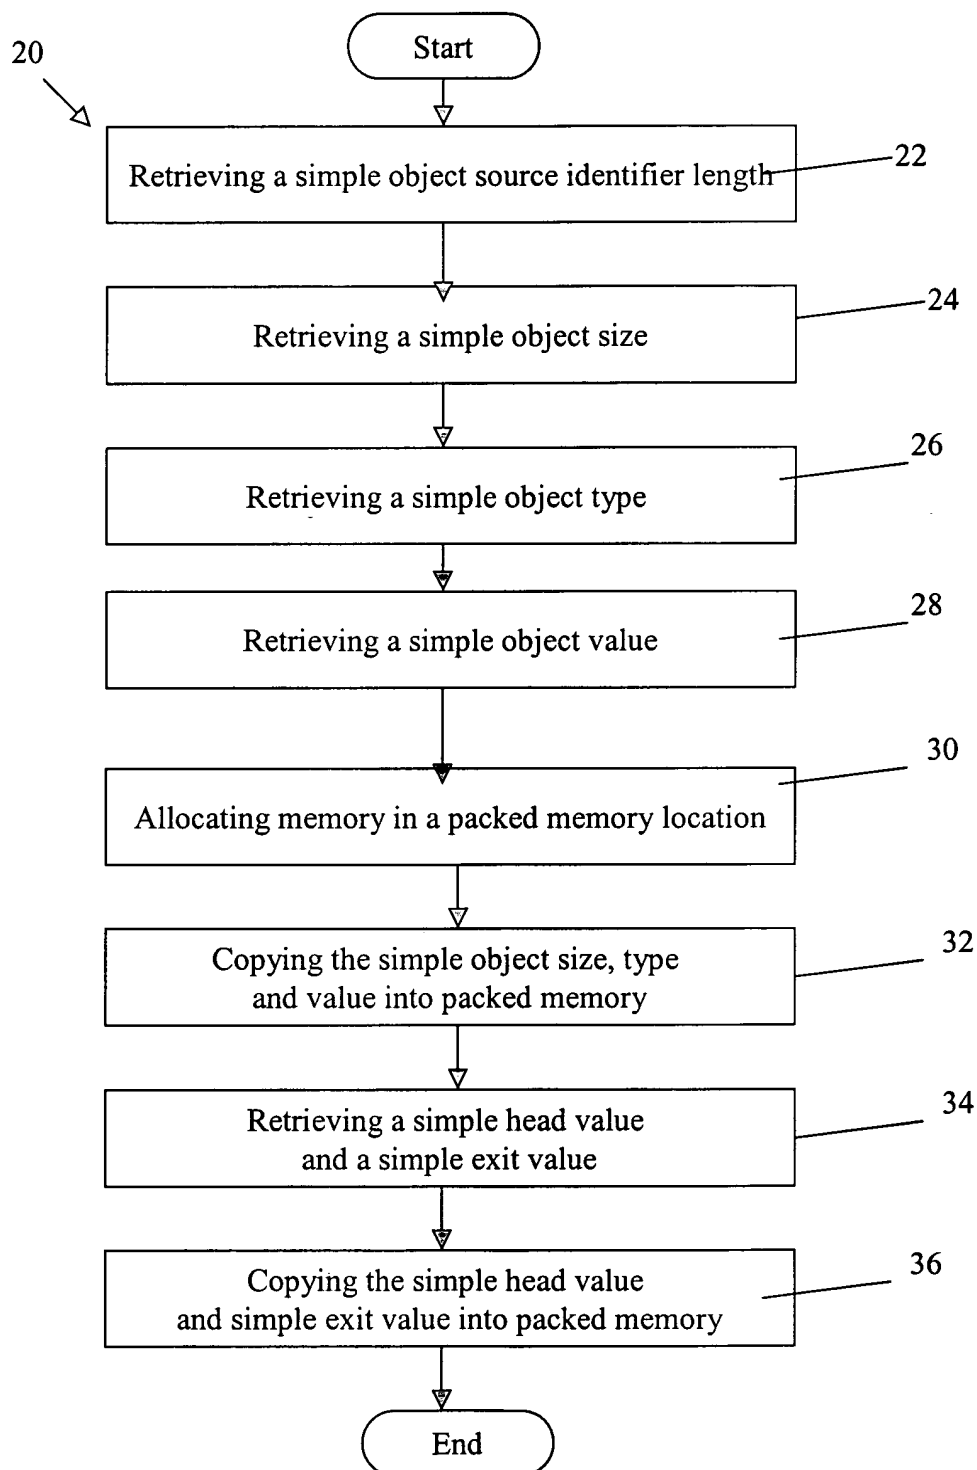 Start
20
Retrieving a simple object source identifier length
22
24
Retrieving a simple object size
26
Retrieving a simple object type
28
Retrieving a simple object value
30
Allocating memory in a packed memory location
32
Copying the simple object size, type
and value into packed memory
34
Retrieving a simple head value
and a simple exit value
36
Copying the simple head value
and simple exit value into packed memory
End